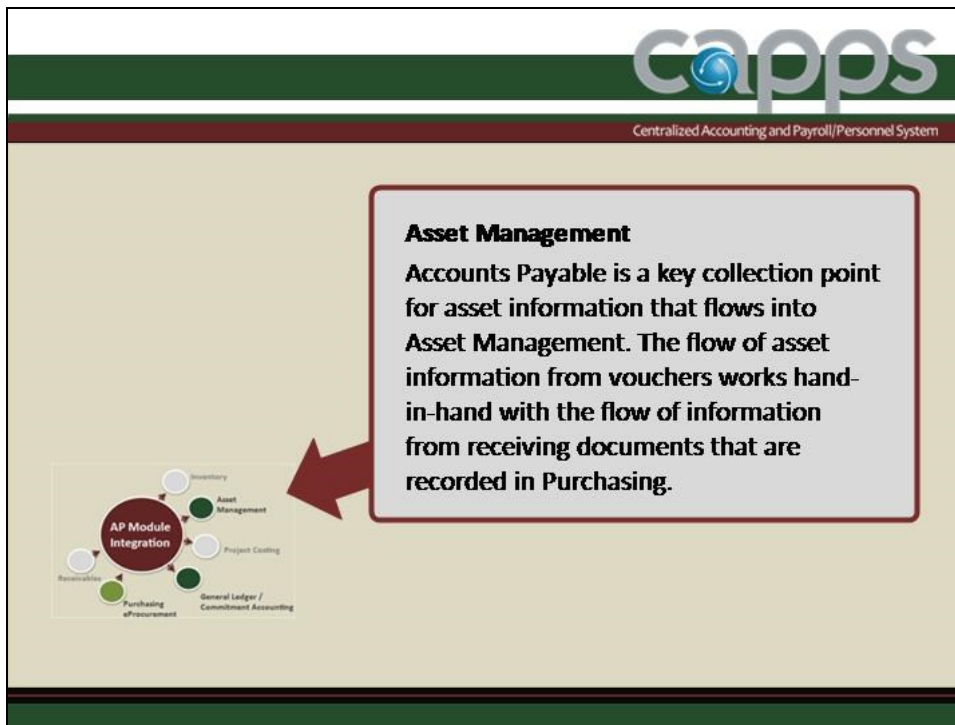 capps
Centralized Accounting and Payroll/Personnel System
Asset Management
Accounts Payable is a key collection point
for asset information that flows into
Asset Management. The flow of asset
information from vouchers works hand-
in-hand with the flow of information
from receiving documents that are
recorded in Purchasing.
Inventory
Asset
Management
AP Module
Integration
Project Costing
Receivables
General Ledger /
Commitment Accounting
Purchasing
eProcurement